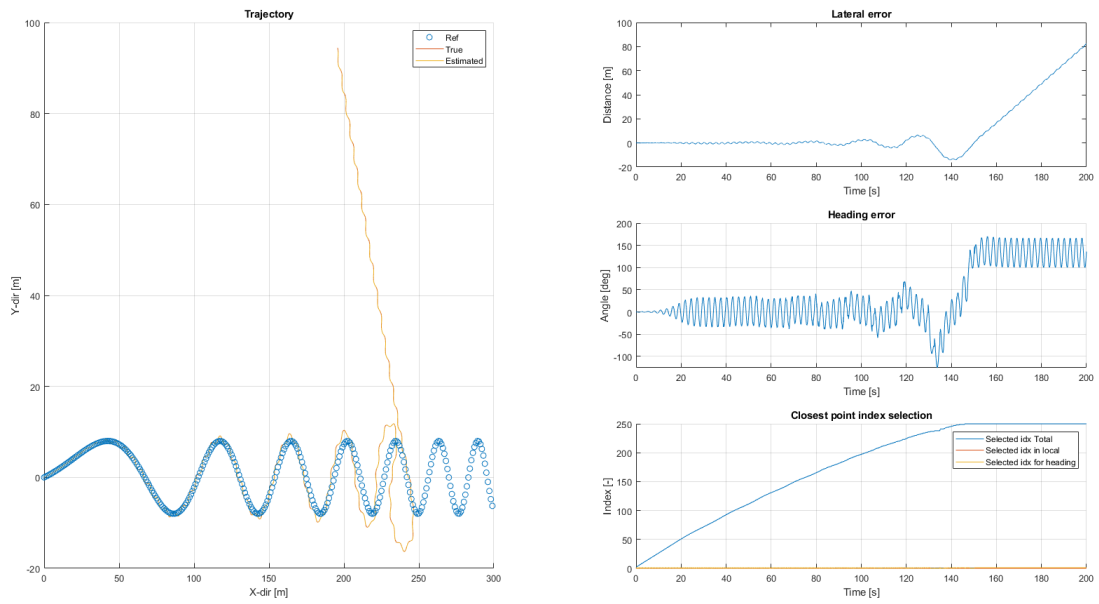 Trajectory
100
80
60
40
20
0
-20
Y-dir [m]
0 50 100 150 200 250 300
X-dir [m]
Ref
True
Estimated
Lateral error
100
80
60
40
20
0
-20
Distance [m]
0 20 40 60 80 100 120 140 160 180 200
Time [s]
Heading error
200
150
100
50
0
-50
-100
Angle [deg]
0 20 40 60 80 100 120 140 160 180 200
Time [s]
Closest point index selection
250
200
150
100
50
0
Index [-]
Selected idx Total
Selected idx in local
Selected idx for heading
0 20 40 60 80 100 120 140 160 180 200
Time [s]